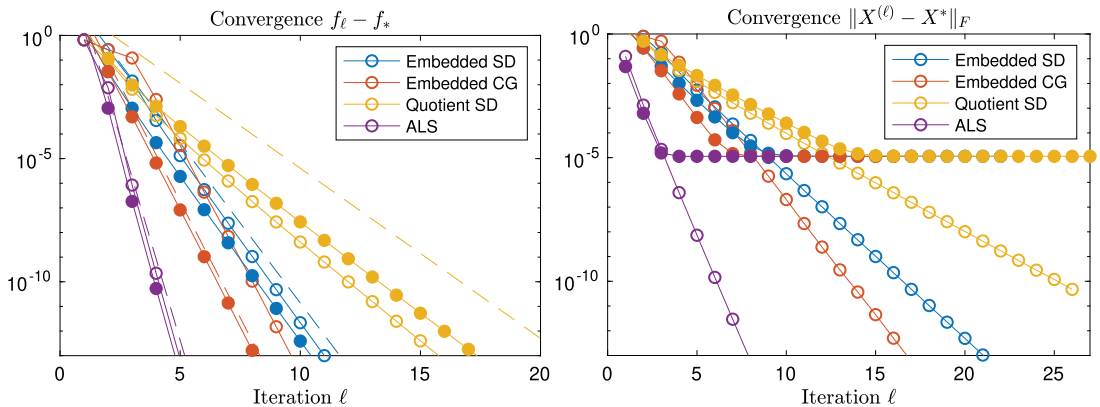 Convergence $f_\ell - f_*$
10^0
10^{-5}
10^{-10}
0 5 10 15 20
Iteration $\ell$
Embedded SD
Embedded CG
Quotient SD
ALS
Convergence $\|X^{(\ell)} - X^*\|_F$
10^0
10^{-5}
10^{-10}
0 5 10 15 20 25
Iteration $\ell$
Embedded SD
Embedded CG
Quotient SD
ALS